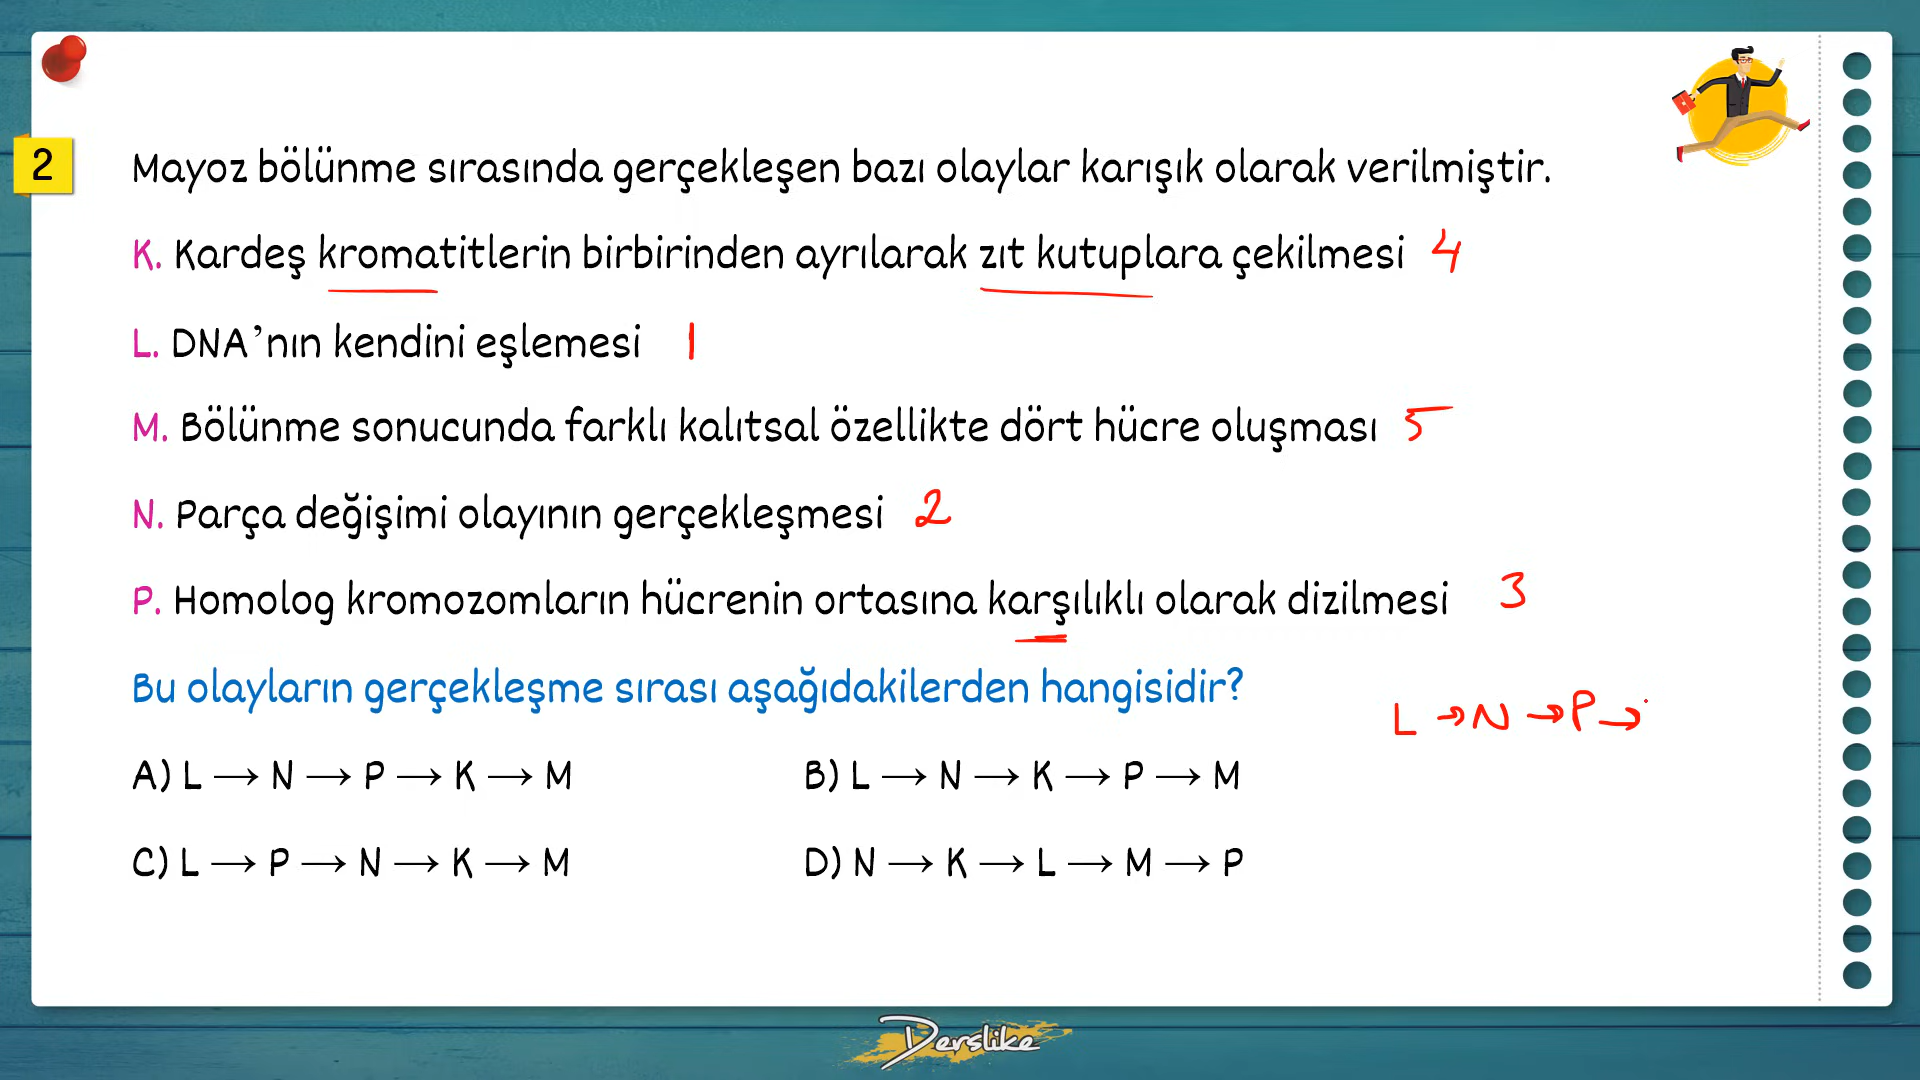 2 Mayoz bölünme sırasında gerçekleşen bazı olaylar karışık olarak verilmiştir.
K. Kardeş kromatitlerin birbirinden ayrılarak zıt kutuplara çekilmesi 4
L. DNA'nın kendini eşlemesi 1
M. Bölünme sonucunda farklı kalıtsal özellikte dört hücre oluşması 5
N. Parça değişimi olayının gerçekleşmesi 2
P. Homolog kromozomların hücrenin ortasına karşılıklı olarak dizilmesi 3
Bu olayların gerçekleşme sırası aşağıdakilerden hangisidir?
L → N → P →
A) L → N → P → K → M
B) L → N → K → P → M
C) L → P → N → K → M
D) N → K → L → M → P
Derslike